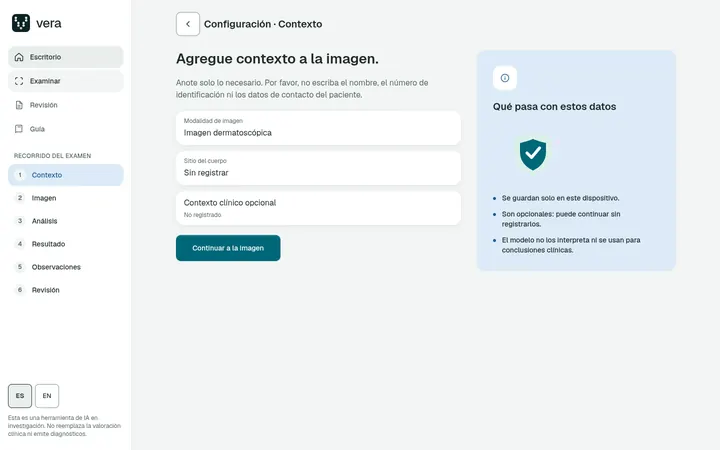 vera
Escritorio
Examinar
Revisión
Guía
RECORRIDO DEL EXAMEN
1 Contexto
2 Imagen
3 Análisis
4 Resultado
5 Observaciones
6 Revisión
ES EN
Esta es una herramienta de IA en
investigación. No reemplaza la valoración
clínica ni emite diagnósticos.
Configuración · Contexto
Agregue contexto a la imagen.
Anote solo lo necesario. Por favor, no escriba el nombre, el número de
identificación ni los datos de contacto del paciente.
Modalidad de imagen
Imagen dermatoscópica
Sitio del cuerpo
Sin registrar
Contexto clínico opcional
No registrado
Continuar a la imagen
Qué pasa con estos datos
Se guardan solo en este dispositivo.
Son opcionales: puede continuar sin
registrarlos.
El modelo no los interpreta ni se usan para
conclusiones clínicas.